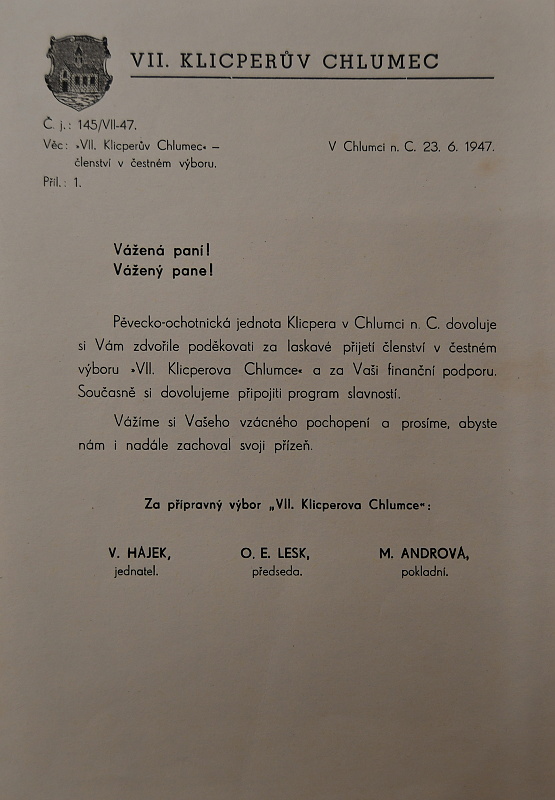 VII. KLICPERŮV CHLUMEC
Č. j.: 145/VII-47.
Věc: »VII. Klicperův Chlumec« –
členství v čestném výboru.
Příl.: 1.
V Chlumci n. C. 23. 6. 1947.
Vážená paní!
Vážený pane!
Pěvecko-ochotnická jednota Klicpera v Chlumci n. C. dovoluje
si Vám zdvořile poděkovati za laskavé přijetí členství v čestném
výboru »VII. Klicperova Chlumce« a za Vaši finanční podporu.
Současně si dovolujeme připojiti program slavností.
Vážíme si Vašeho vzácného pochopení a prosíme, abyste
nám i nadále zachoval svoji přízeň.
Za přípravný výbor „VII. Klicperova Chlumce“:
V. HÁJEK, O. E. LESK, M. ANDROVÁ,
jednatel. předseda. pokladní.